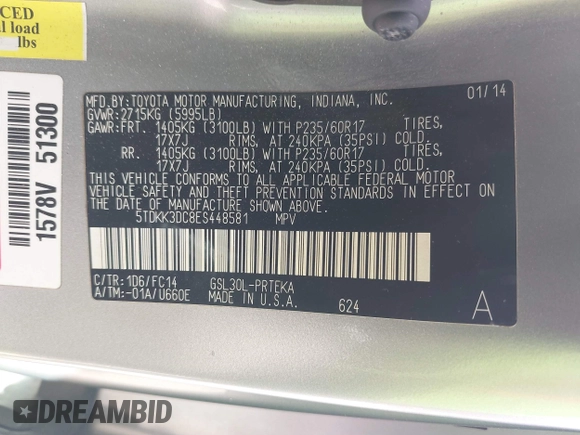 CED
l load
lbs
1578V 51300
MFD.BY:TOYOTA MOTOR MANUFACTURING, INDIANA, INC. 01/14
GVWR:2715KG (5995LB)
GAWR:FRT. 1405KG (3100LB) WITH P235/60R17 TIRES,
17X7J RIMS, AT 240KPA (35PSI) COLD.
RR. 1405KG (3100LB) WITH P235/60R17 TIRES,
17X7J RIMS, AT 240KPA (35PSI) COLD.
THIS VEHICLE CONFORMS TO ALL APPLICABLE FEDERAL MOTOR
VEHICLE SAFETY AND THEFT PREVENTION STANDARDS IN EFFECT ON
THE DATE OF MANUFACTURE SHOWN ABOVE.
5TDKK3DC8ES448581 MPV
C/TR:1D6/FC14 GSL30L-PRTEKA
A/TM:-01A/U660E MADE IN U.S.A. 624 A
DREAMBID